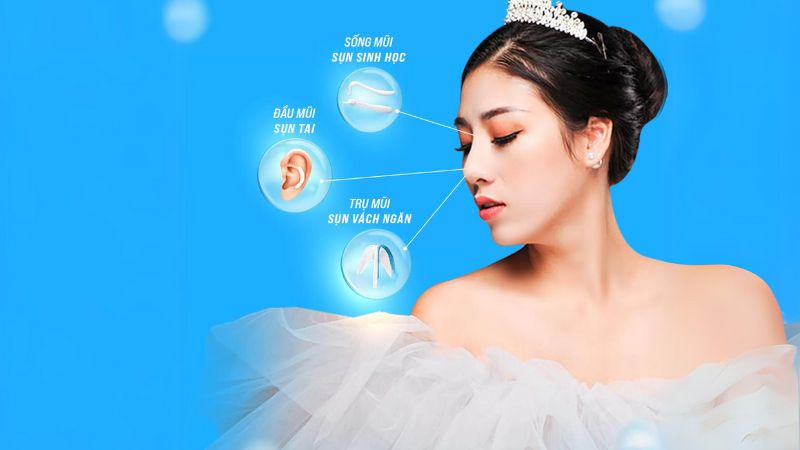 SỐNG MŨI
SỤN SINH HỌC
ĐẦU MŨI
SỤN TAI
TRỤ MŨI
SỤN VÁCH NGĂN